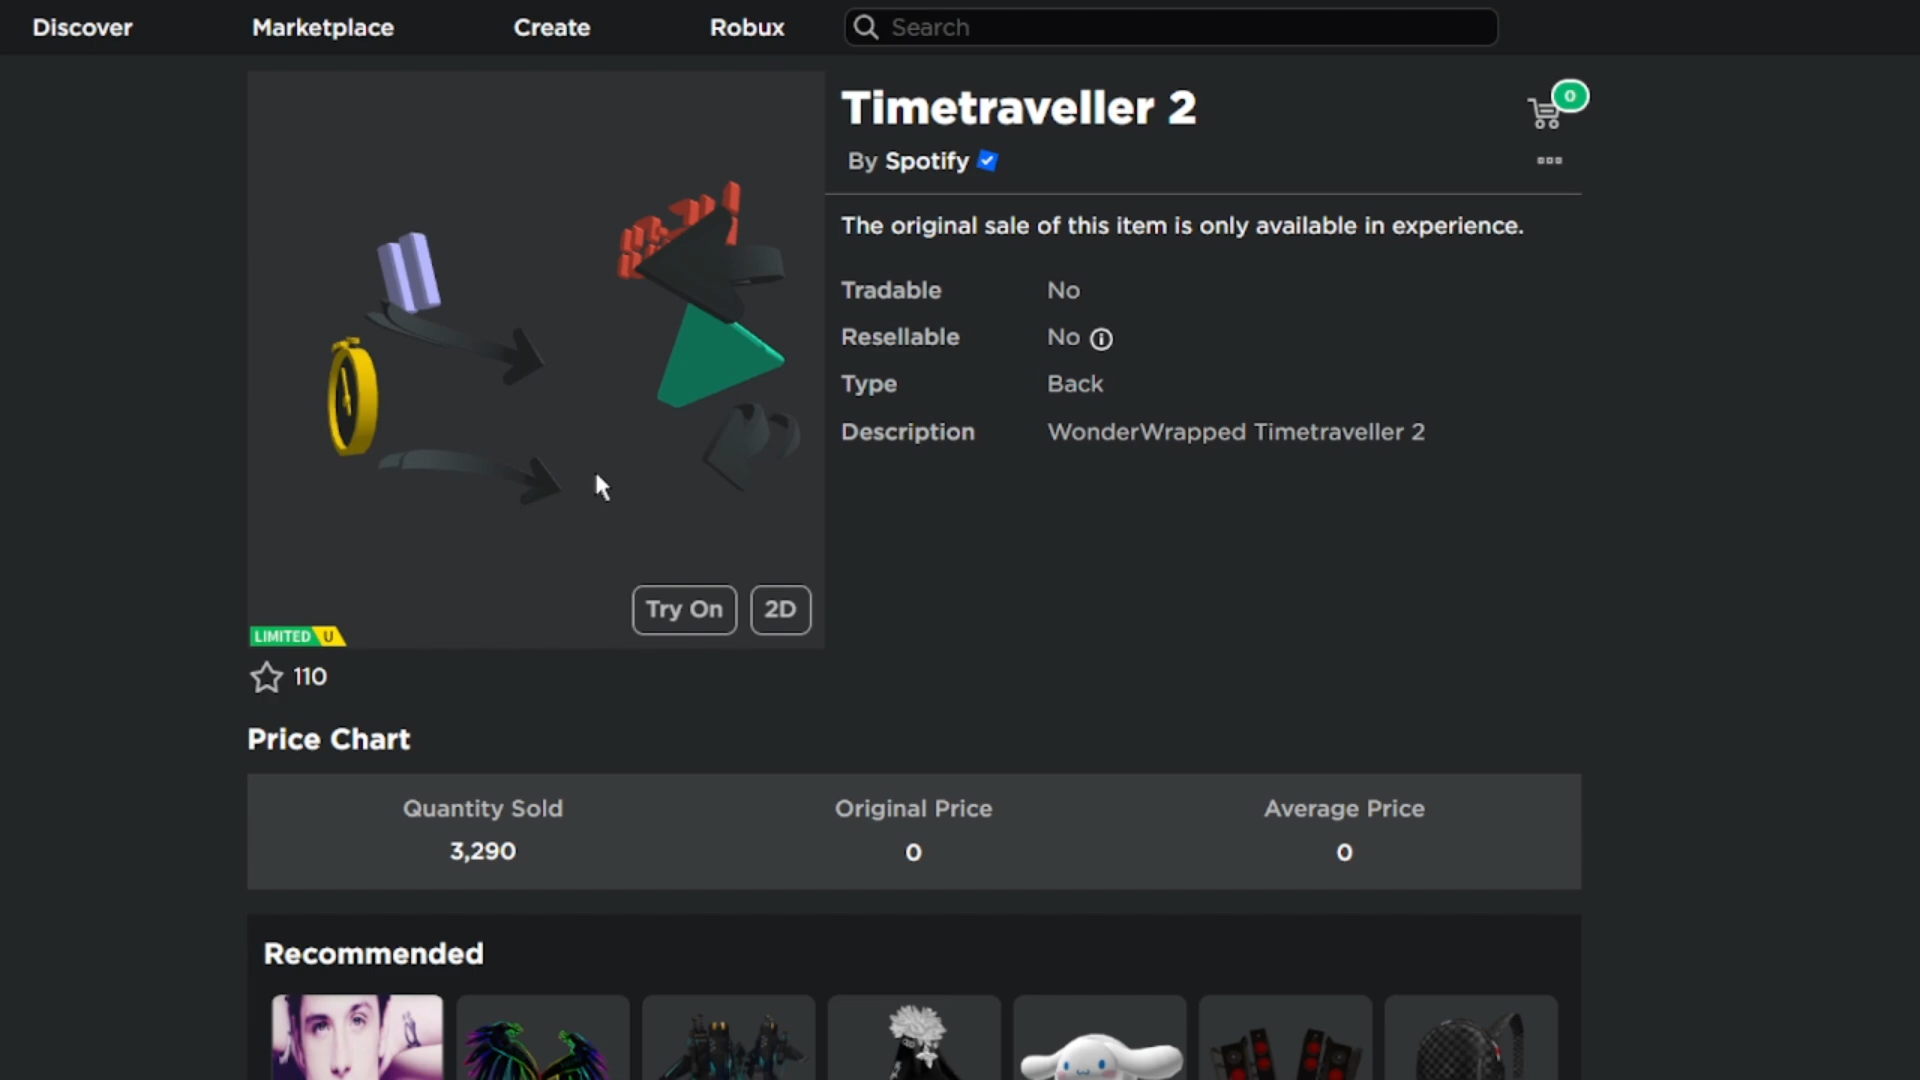 Discover
Marketplace
Create
Robux
Search
Timetraveller 2
0
By Spotify
The original sale of this item is only available in experience.
Tradable No
Resellable No
Type Back
Description WonderWrapped Timetraveller 2
Try On
2D
LIMITED U
110
Price Chart
Quantity Sold
Original Price
Average Price
3,290
0
0
Recommended